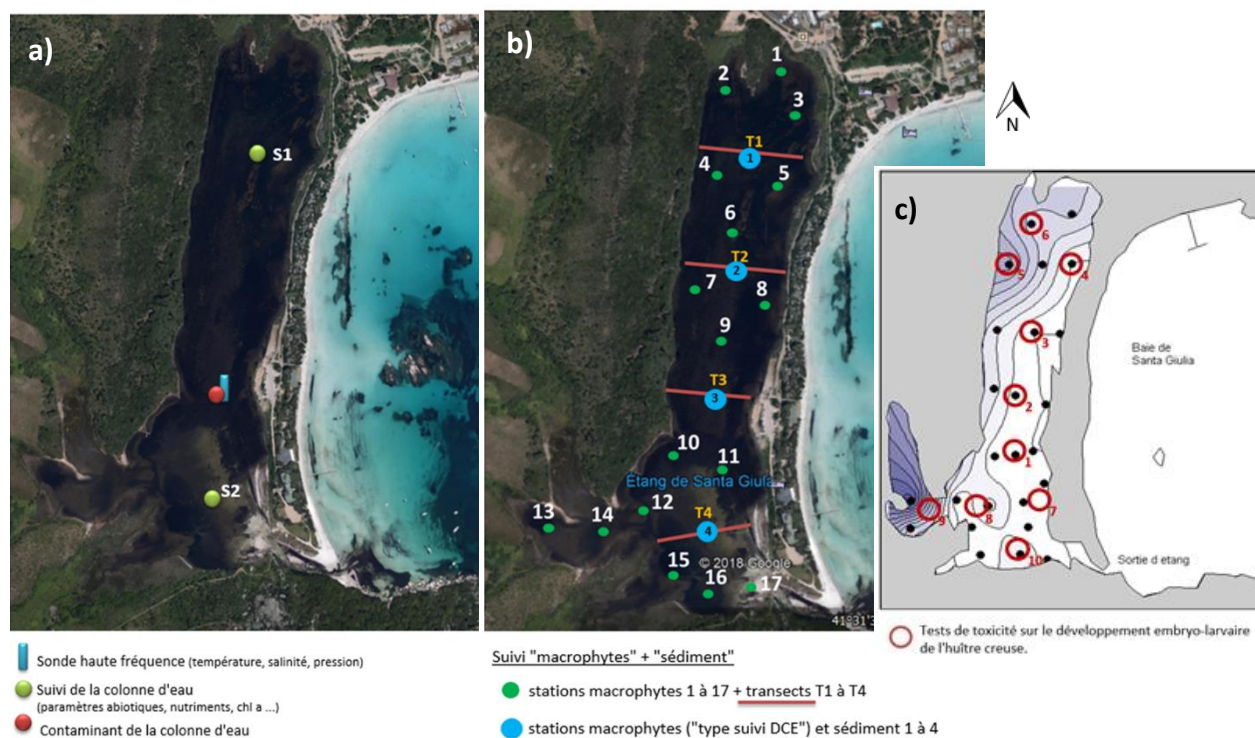 a)
S1
S2
b)
1
2
3
T1
1
4
5
6
T2
2
7
8
9
T3
3
10
11
Étang de Santa Giulia
12
T4
13
14
4
15
© 2018 Google
16
17
41°31'3
N
c)
6
5
4
3
Baie de
Santa Giulia
2
1
7
8
9
10
Sortie d etang
Tests de toxicité sur le développement embryo-larvaire
de l'huître creuse.
Sonde haute fréquence (température, salinité, pression)
Suivi de la colonne d'eau
(paramètres abiotiques, nutriments, chl a ...)
Contaminant de la colonne d'eau
Suivi "macrophytes" + "sédiment"
stations macrophytes 1 à 17 + transects T1 à T4
stations macrophytes ("type suivi DCE") et sédiment 1 à 4